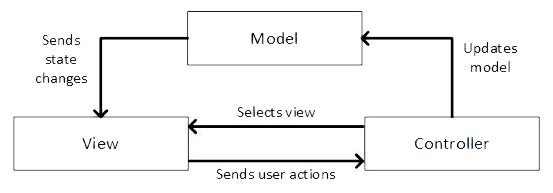 Model
Sends
state
changes
Updates
model
Selects view
View
Controller
Sends user actions